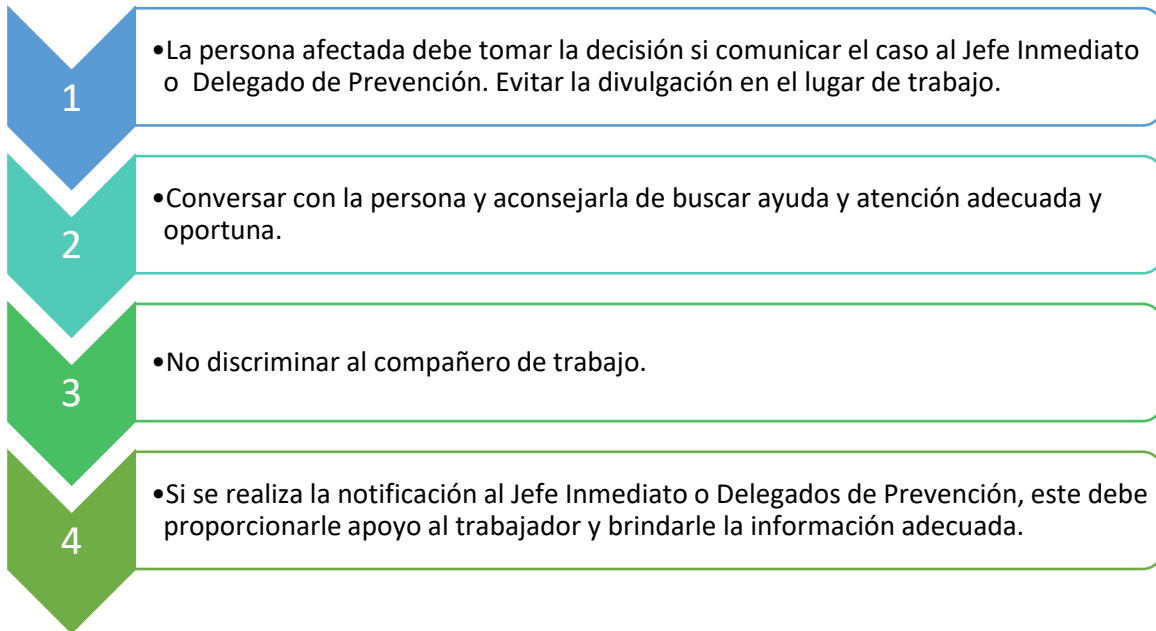 1
•La persona afectada debe tomar la decisión si comunicar el caso al Jefe Inmediato
o Delegado de Prevención. Evitar la divulgación en el lugar de trabajo.
2
•Conversar con la persona y aconsejarla de buscar ayuda y atención adecuada y
oportuna.
3
•No discriminar al compañero de trabajo.
4
•Si se realiza la notificación al Jefe Inmediato o Delegados de Prevención, este debe
proporcionarle apoyo al trabajador y brindarle la información adecuada.